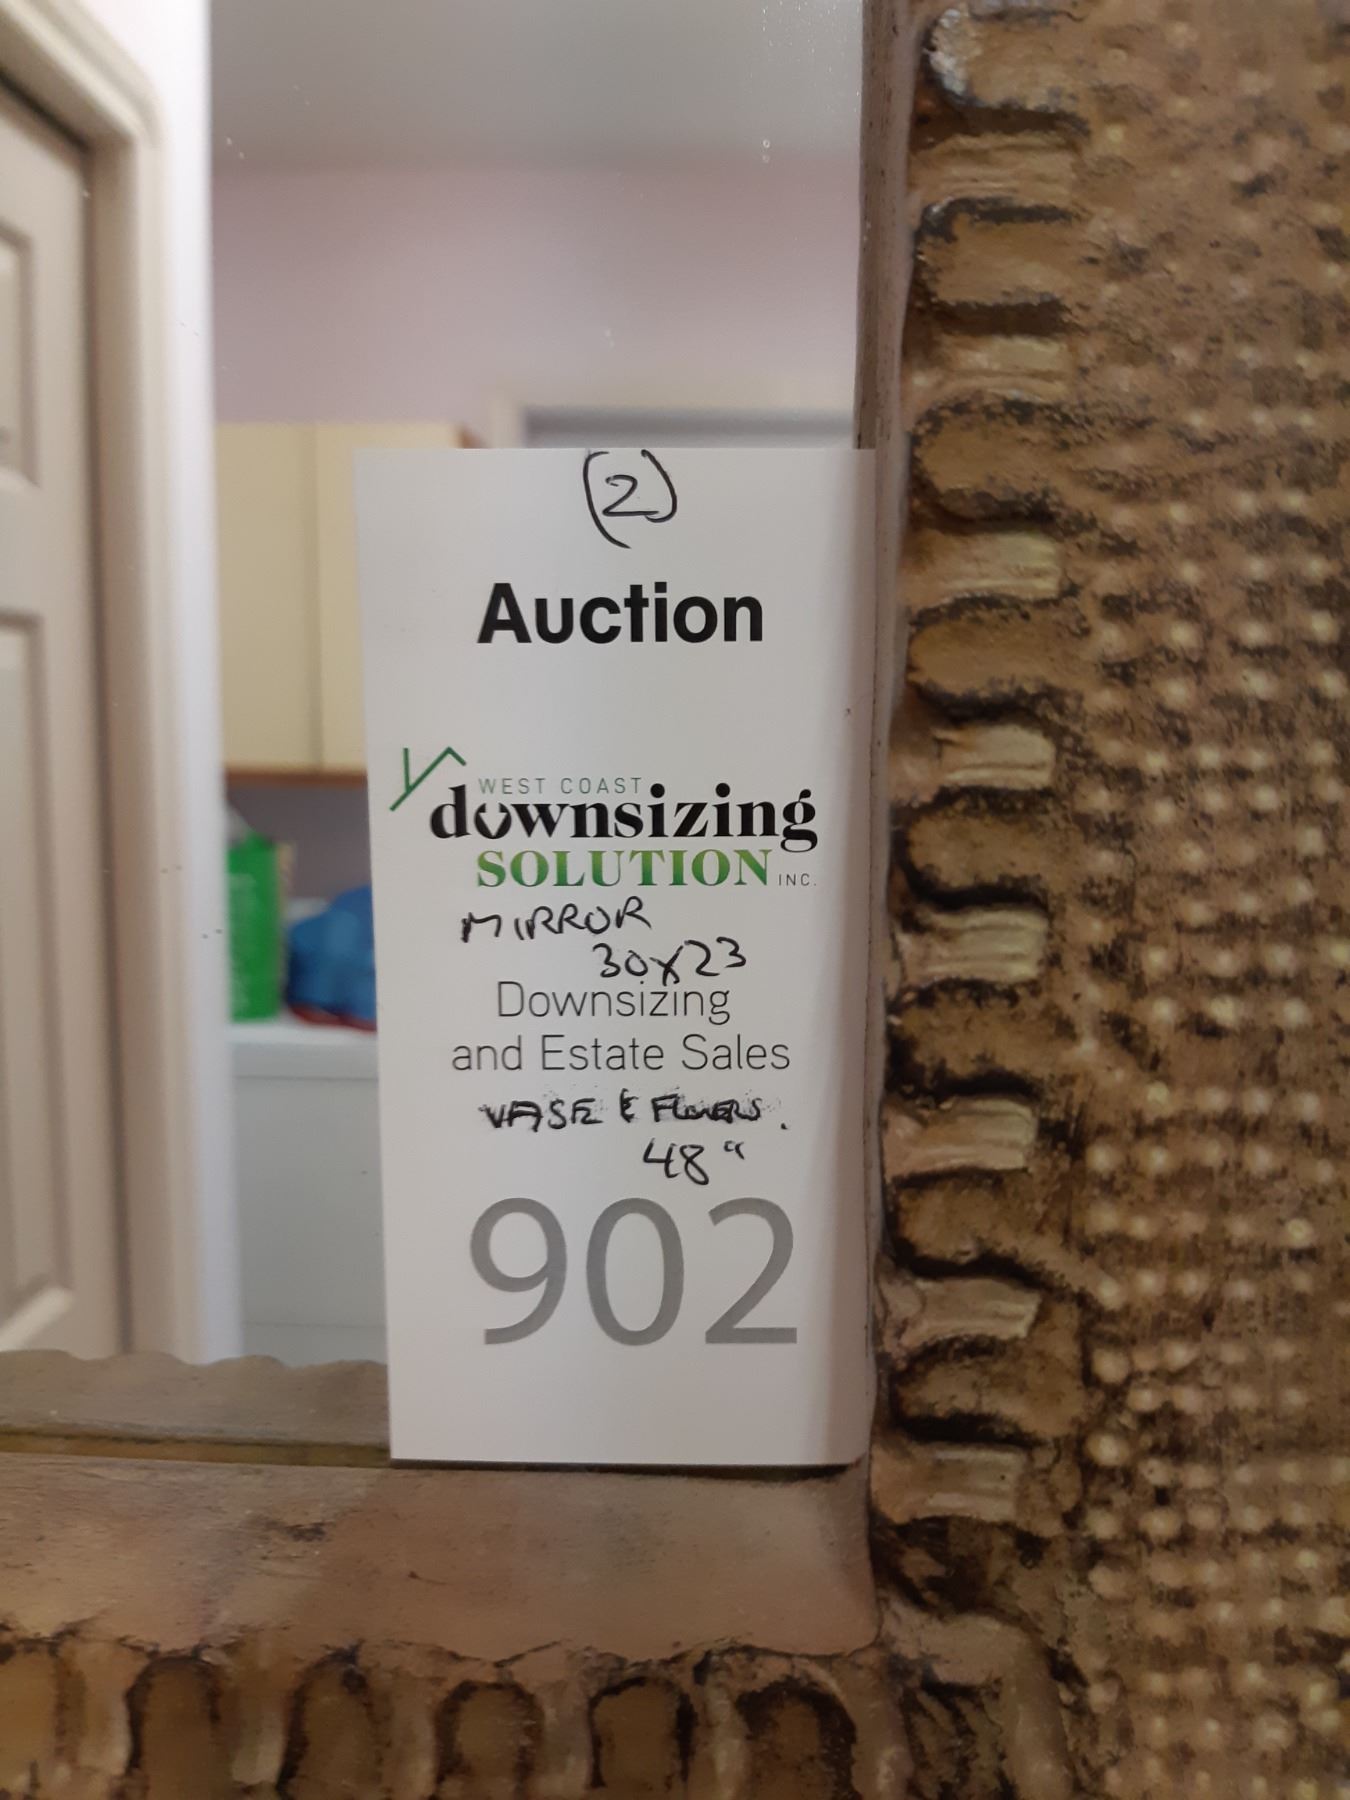 (2)
Auction
WEST COAST
downsizing
SOLUTION INC.
MIRROR
30x23
Downsizing
and Estate Sales
VASE & Flowers.
48"
902